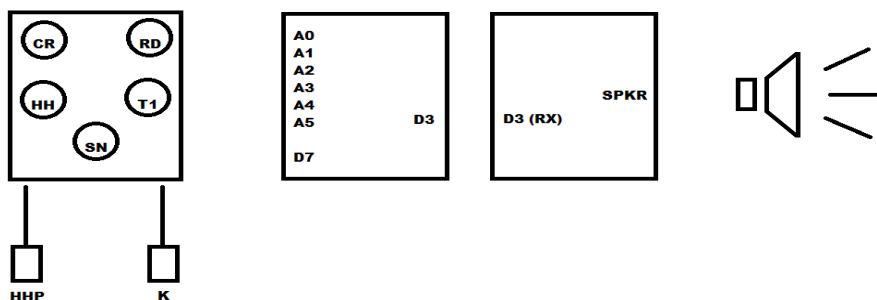 CR RD
HH T1
SN
HHP K
A0
A1
A2
A3
A4
A5 D3
D7
SPKR
D3 (RX)